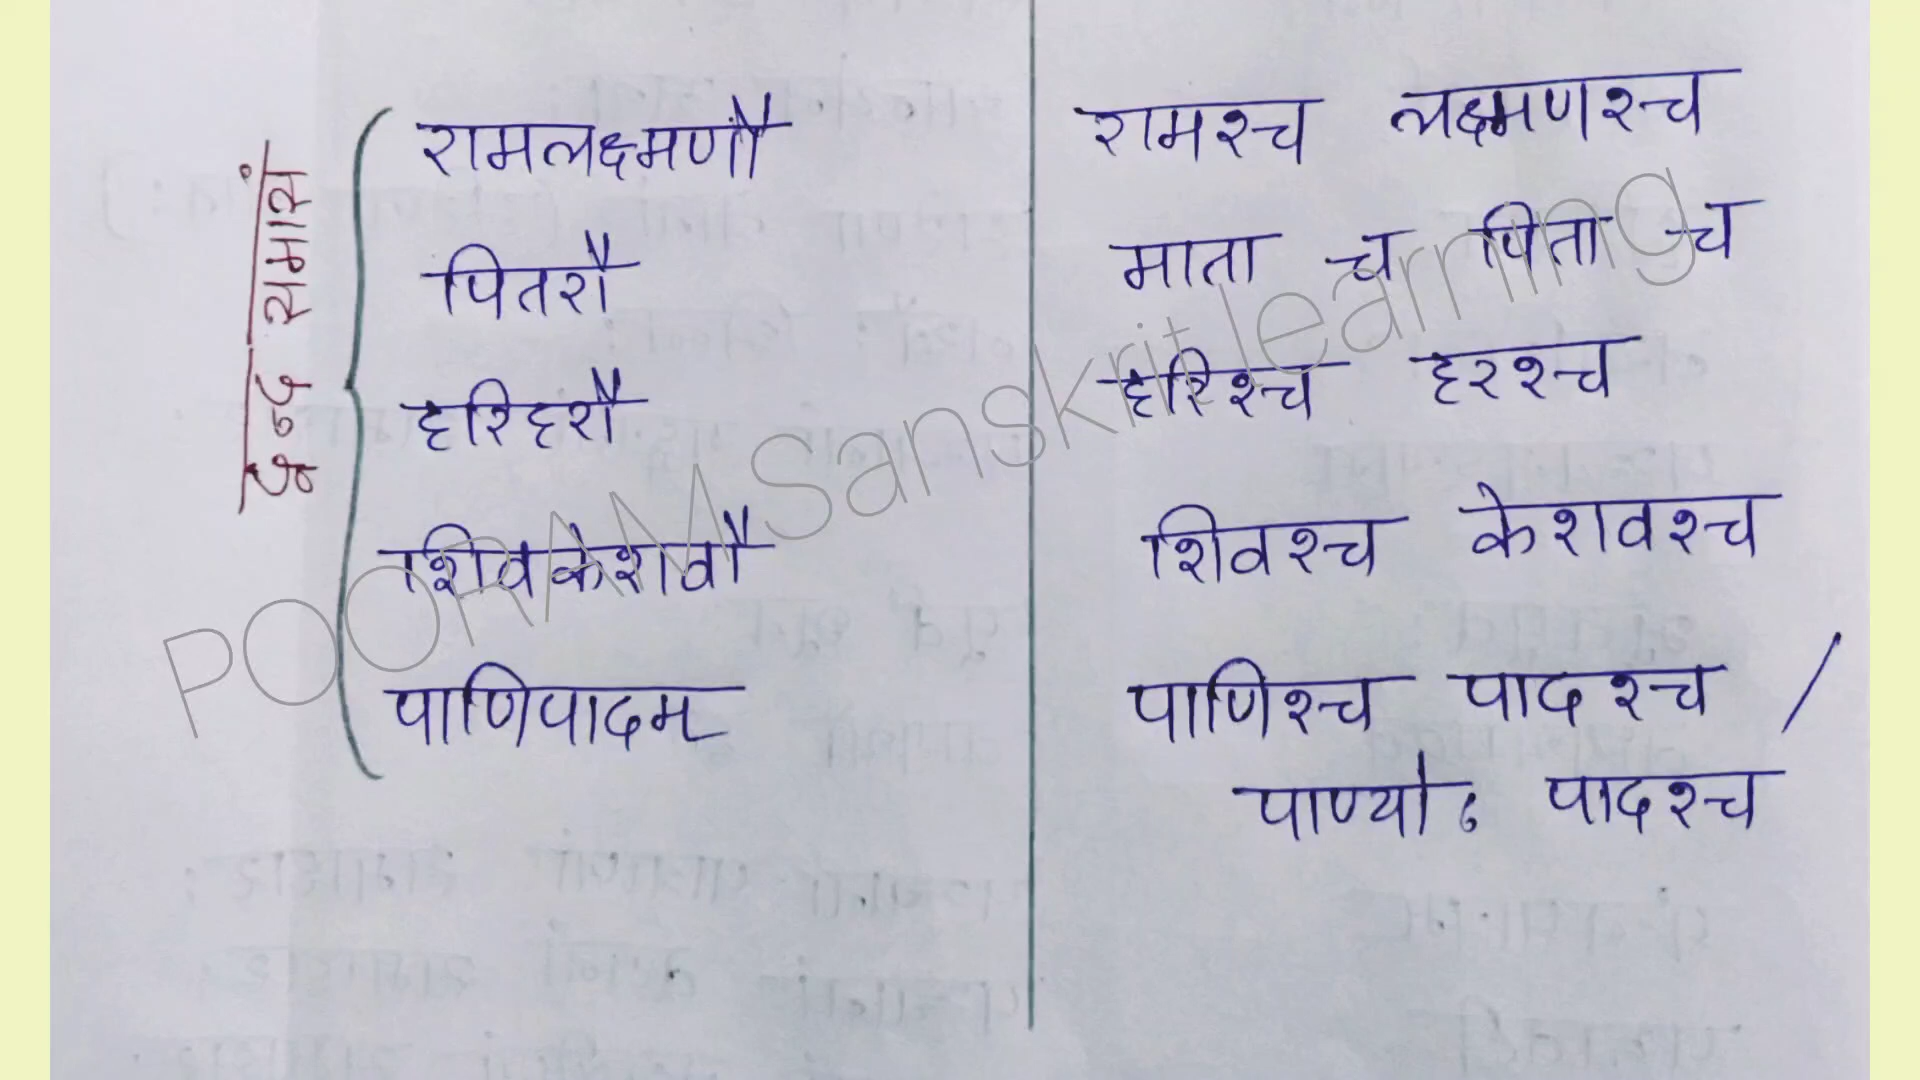 द्वन्द समासं
रामलक्ष्मणौ रामश्च लक्ष्मणश्च
पितरौ माता च पिता च
हरिहरौ हरिश्च हरश्च
शिवकेशवौ शिवश्च केशवश्च
पाणिपादम् पाणिश्च पादश्च /
पाण्योः पादश्च
POORAM Sanskrit learning